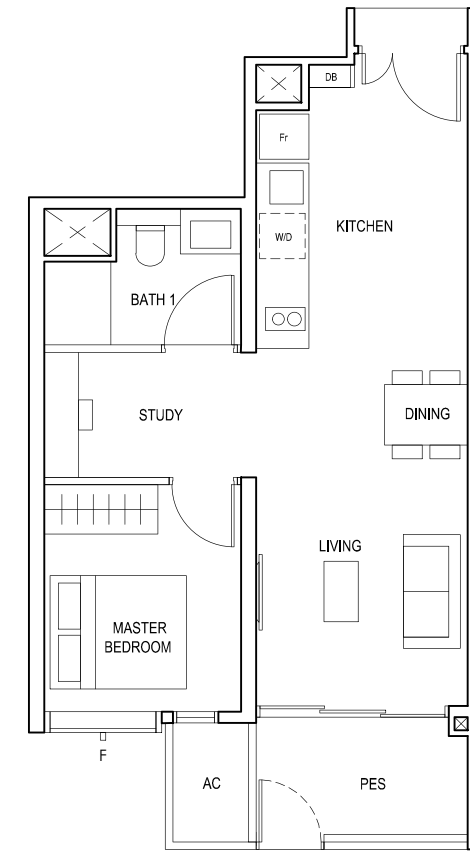 DB
Fr
KITCHEN
W/D
BATH 1
STUDY
DINING
LIVING
MASTER
BEDROOM
F
AC
PES